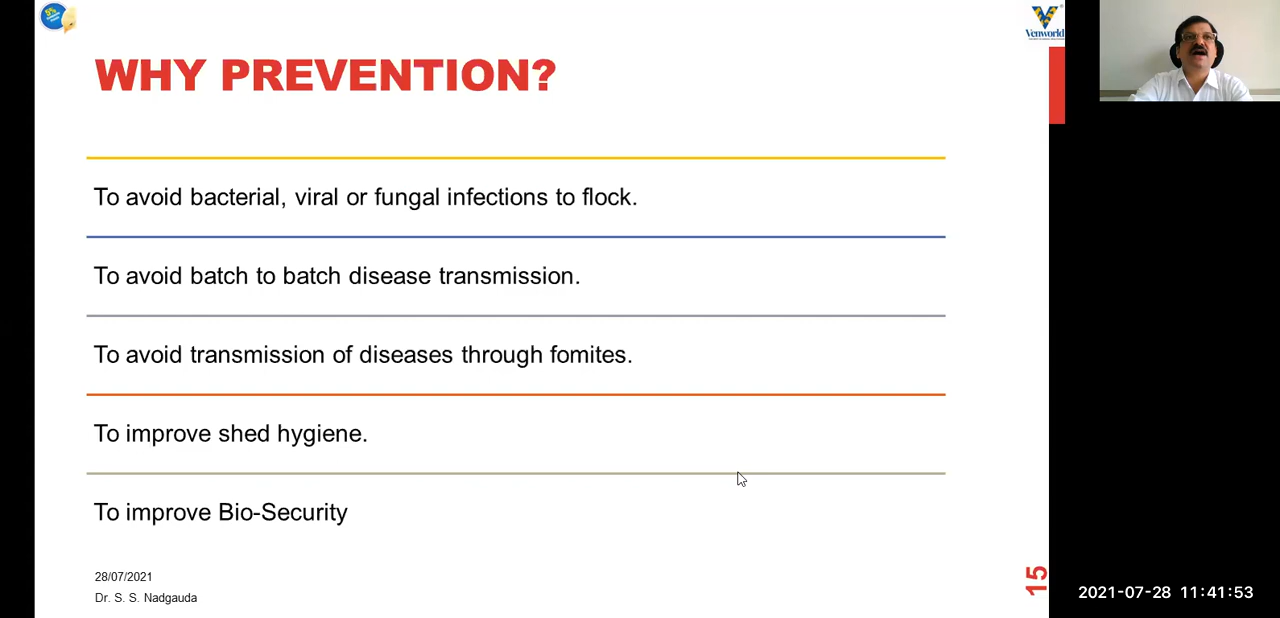 5%
Venworld
WHY PREVENTION?
To avoid bacterial, viral or fungal infections to flock.
To avoid batch to batch disease transmission.
To avoid transmission of diseases through fomites.
To improve shed hygiene.
To improve Bio-Security
28/07/2021
Dr. S. S. Nadgauda
15
2021-07-28 11:41:53